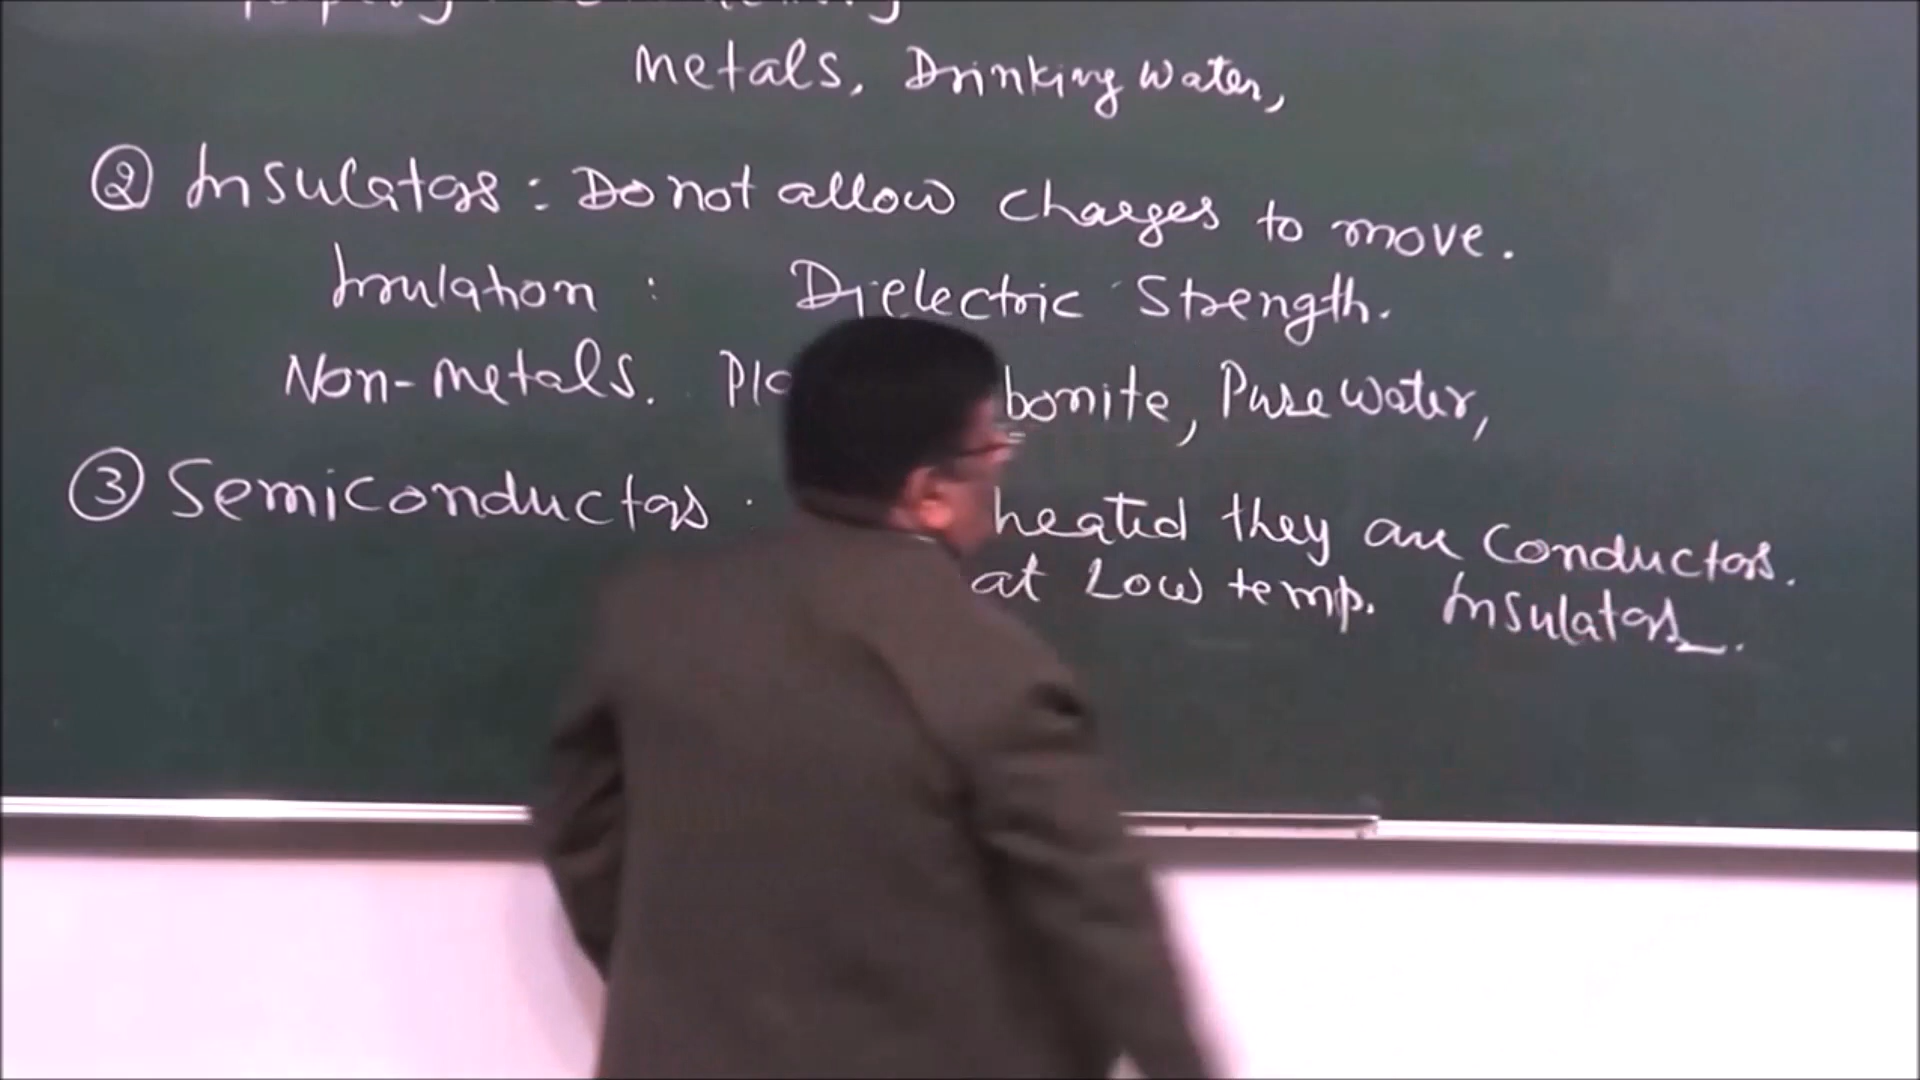 Metals, Drinking water,
② Insulators : Do not allow charges to move.
Insulation : Dielectric Strength.
Non-metals. bonite, Pure water,
③ Semiconductors heated they are conductors.
at Low temp. Insulators.